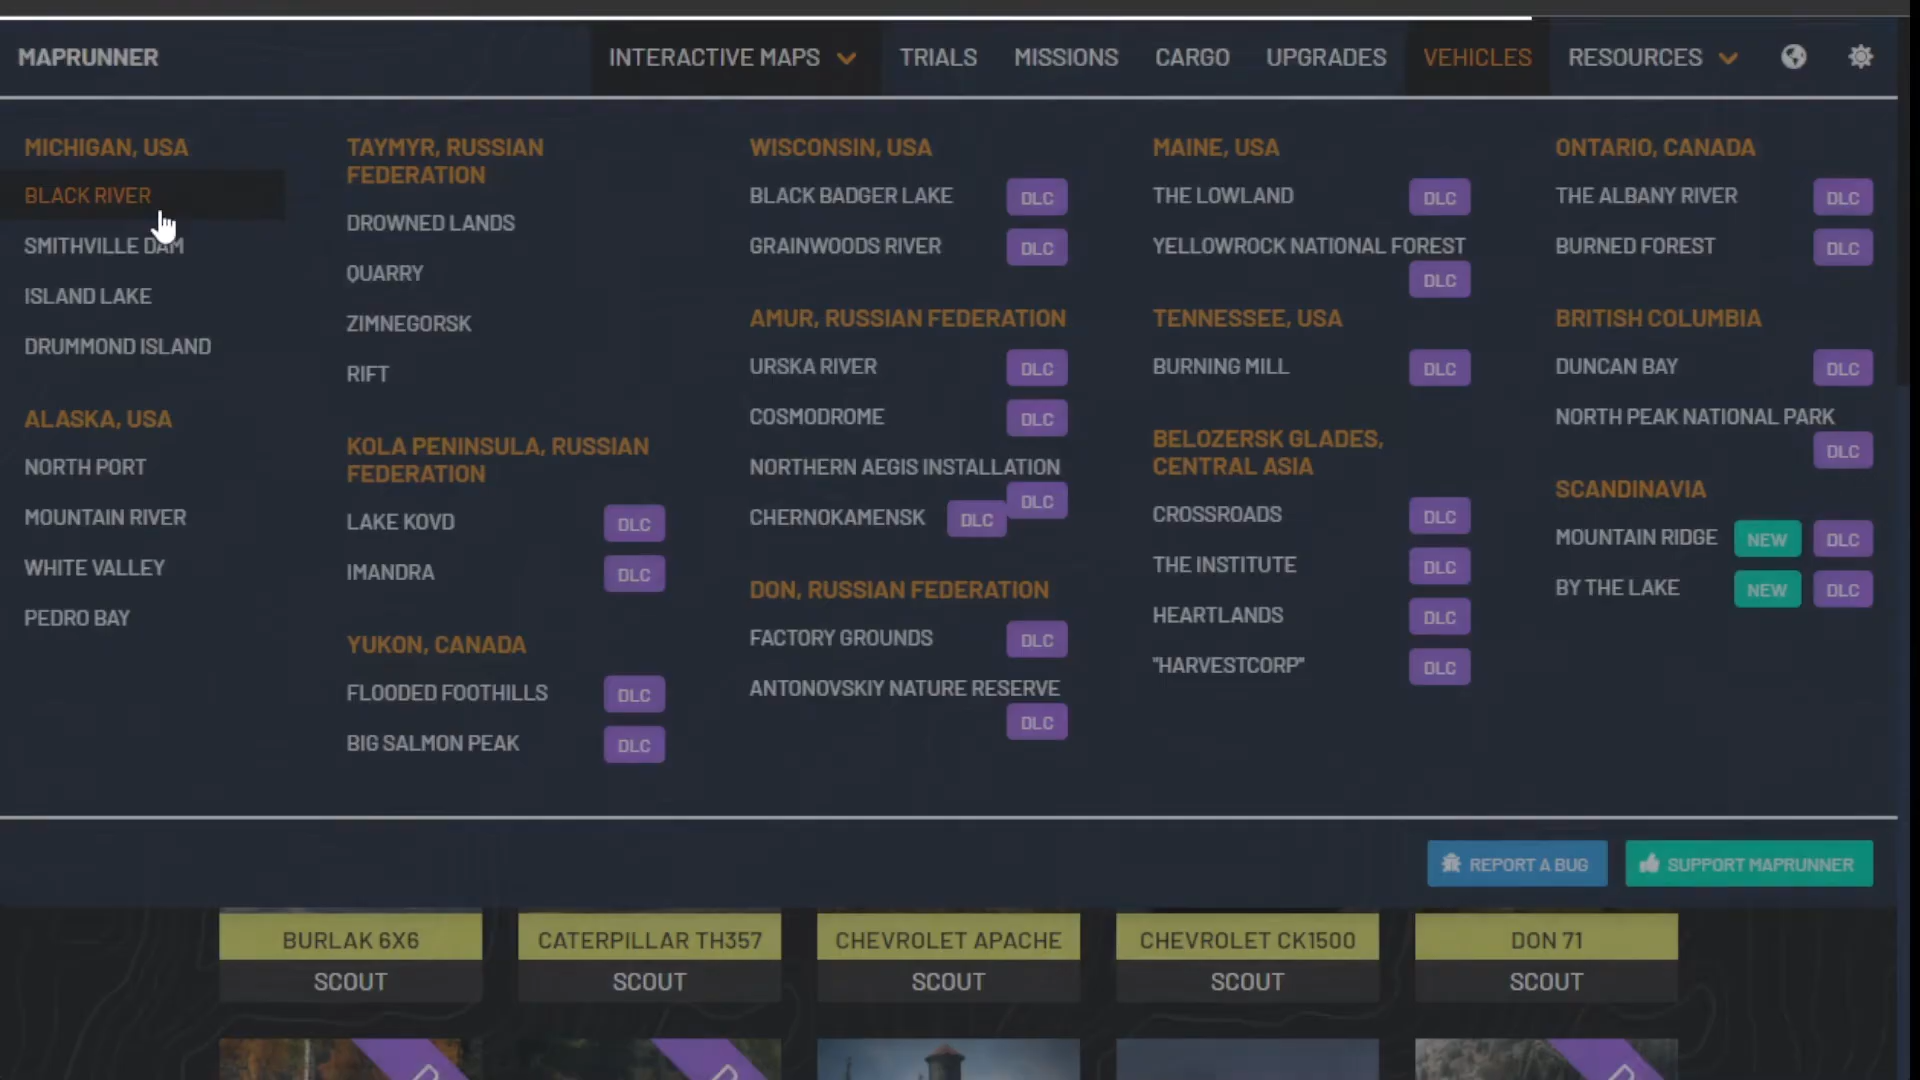 MAPRUNNER
INTERACTIVE MAPS
TRIALS
MISSIONS
CARGO
UPGRADES
VEHICLES
RESOURCES
MICHIGAN, USA
BLACK RIVER
SMITHVILLE DAM
ISLAND LAKE
DRUMMOND ISLAND
ALASKA, USA
NORTH PORT
MOUNTAIN RIVER
WHITE VALLEY
PEDRO BAY
TAYMYR, RUSSIAN
FEDERATION
DROWNED LANDS
QUARRY
ZIMNEGORSK
RIFT
KOLA PENINSULA, RUSSIAN
FEDERATION
LAKE KOVD DLC
IMANDRA DLC
YUKON, CANADA
FLOODED FOOTHILLS DLC
BIG SALMON PEAK DLC
WISCONSIN, USA
BLACK BADGER LAKE DLC
GRAINWOODS RIVER DLC
AMUR, RUSSIAN FEDERATION
URSKA RIVER DLC
COSMODROME DLC
NORTHERN AEGIS INSTALLATION
DLC
CHERNOKAMENSK DLC
DON, RUSSIAN FEDERATION
FACTORY GROUNDS DLC
ANTONOVSKIY NATURE RESERVE
DLC
MAINE, USA
THE LOWLAND DLC
YELLOWROCK NATIONAL FOREST
DLC
TENNESSEE, USA
BURNING MILL DLC
BELOZERSK GLADES,
CENTRAL ASIA
CROSSROADS DLC
THE INSTITUTE DLC
HEARTLANDS DLC
"HARVESTCORP" DLC
ONTARIO, CANADA
THE ALBANY RIVER DLC
BURNED FOREST DLC
BRITISH COLUMBIA
DUNCAN BAY DLC
NORTH PEAK NATIONAL PARK
DLC
SCANDINAVIA
MOUNTAIN RIDGE NEW DLC
BY THE LAKE NEW DLC
REPORT A BUG
SUPPORT MAPRUNNER
BURLAK 6X6
SCOUT
CATERPILLAR TH357
SCOUT
CHEVROLET APACHE
SCOUT
CHEVROLET CK1500
SCOUT
DON 71
SCOUT